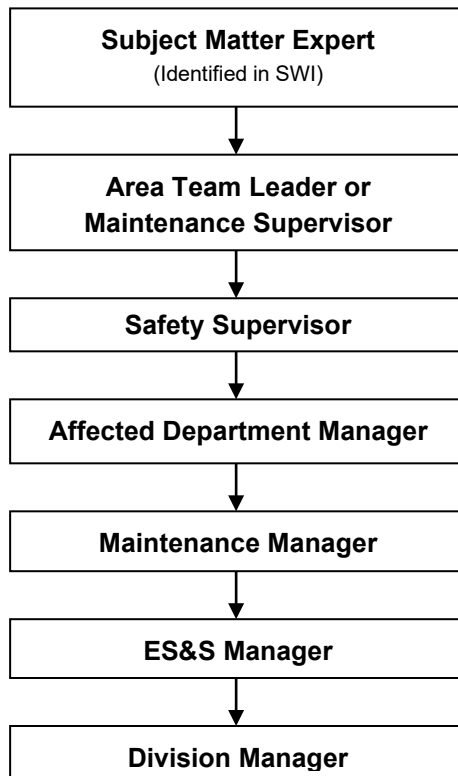 Subject Matter Expert
(Identified in SWI)
Area Team Leader or
Maintenance Supervisor
Safety Supervisor
Affected Department Manager
Maintenance Manager
ES&S Manager
Division Manager